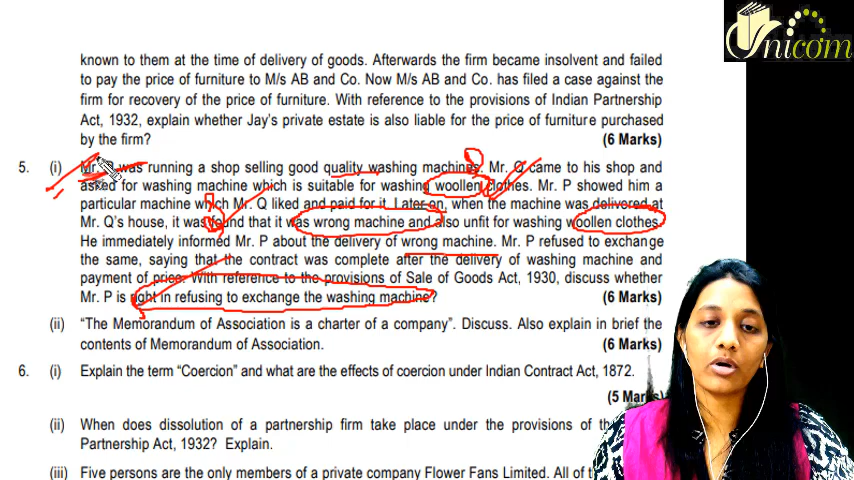 Unicom
known to them at the time of delivery of goods. Afterwards the firm became insolvent and failed
to pay the price of furniture to M/s AB and Co. Now M/s AB and Co. has filed a case against the
firm for recovery of the price of furniture. With reference to the provisions of Indian Partnership
Act, 1932, explain whether Jay's private estate is also liable for the price of furniture purchased
by the firm? (6 Marks)
5. (i) Mr. P was running a shop selling good quality washing machines. Mr. Q came to his shop and
asked for washing machine which is suitable for washing woollen clothes. Mr. P showed him a
particular machine which Mr. Q liked and paid for it. Later on, when the machine was delivered at
Mr. Q's house, it was found that it was wrong machine and also unfit for washing woollen clothes.
He immediately informed Mr. P about the delivery of wrong machine. Mr. P refused to exchange
the same, saying that the contract was complete after the delivery of washing machine and
payment of price. With reference to the provisions of Sale of Goods Act, 1930, discuss whether
Mr. P is right in refusing to exchange the washing machine? (6 Marks)
(ii) “The Memorandum of Association is a charter of a company”. Discuss. Also explain in brief the
contents of Memorandum of Association. (6 Marks)
6. (i) Explain the term “Coercion” and what are the effects of coercion under Indian Contract Act, 1872.
(5 Marks)
(ii) When does dissolution of a partnership firm take place under the provisions of the
Partnership Act, 1932? Explain.
(iii) Five persons are the only members of a private company Flower Fans Limited. All of